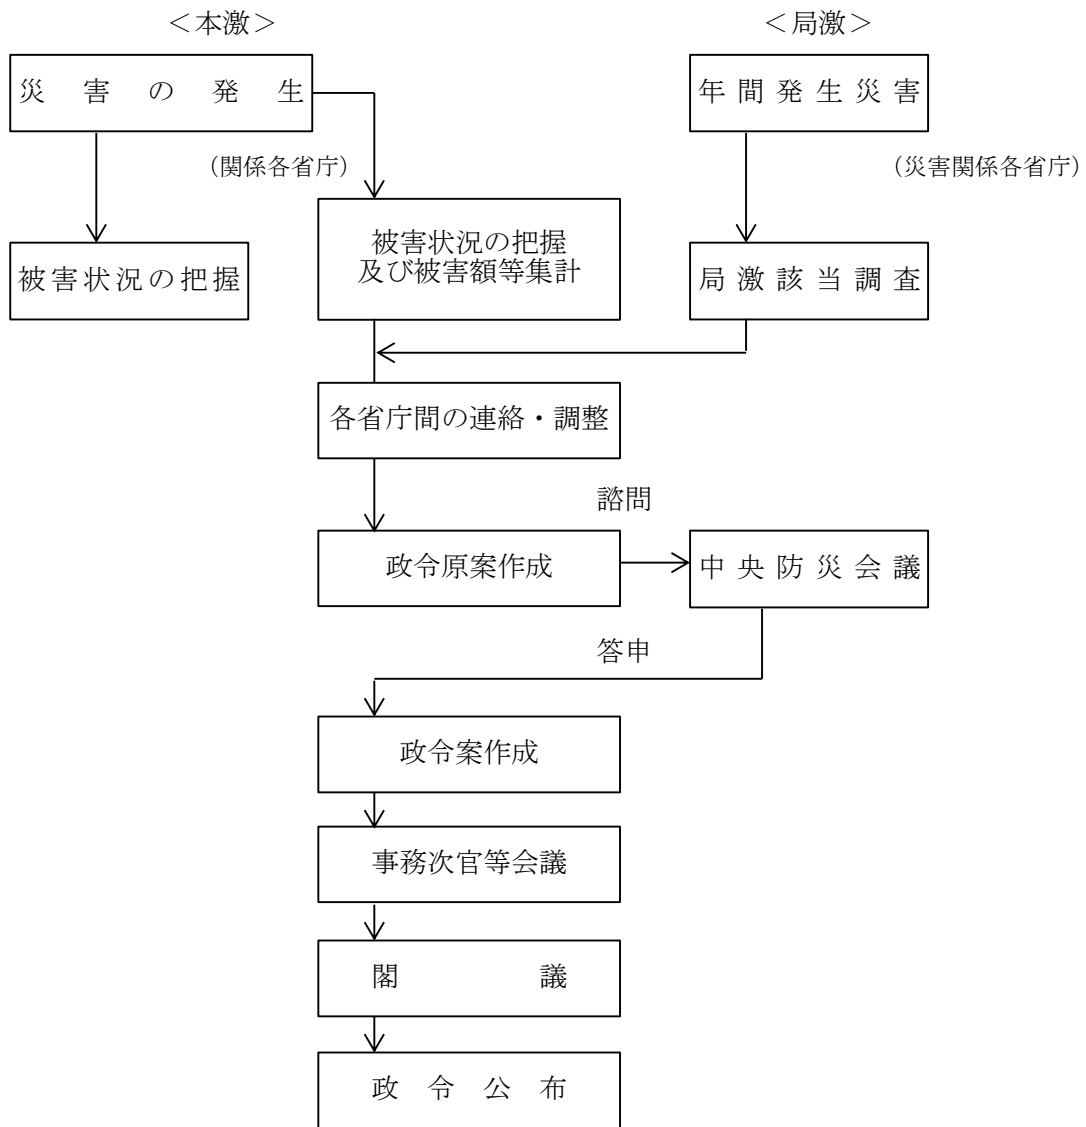 ＜本激＞
＜局激＞
災害の発生
年間発生災害
（関係各省庁）
（災害関係各省庁）
被害状況の把握
被害状況の把握
及び被害額等集計
局激該当調査
各省庁間の連絡・調整
諮問
政令原案作成
中央防災会議
答申
政令案作成
事務次官等会議
閣議
政令公布